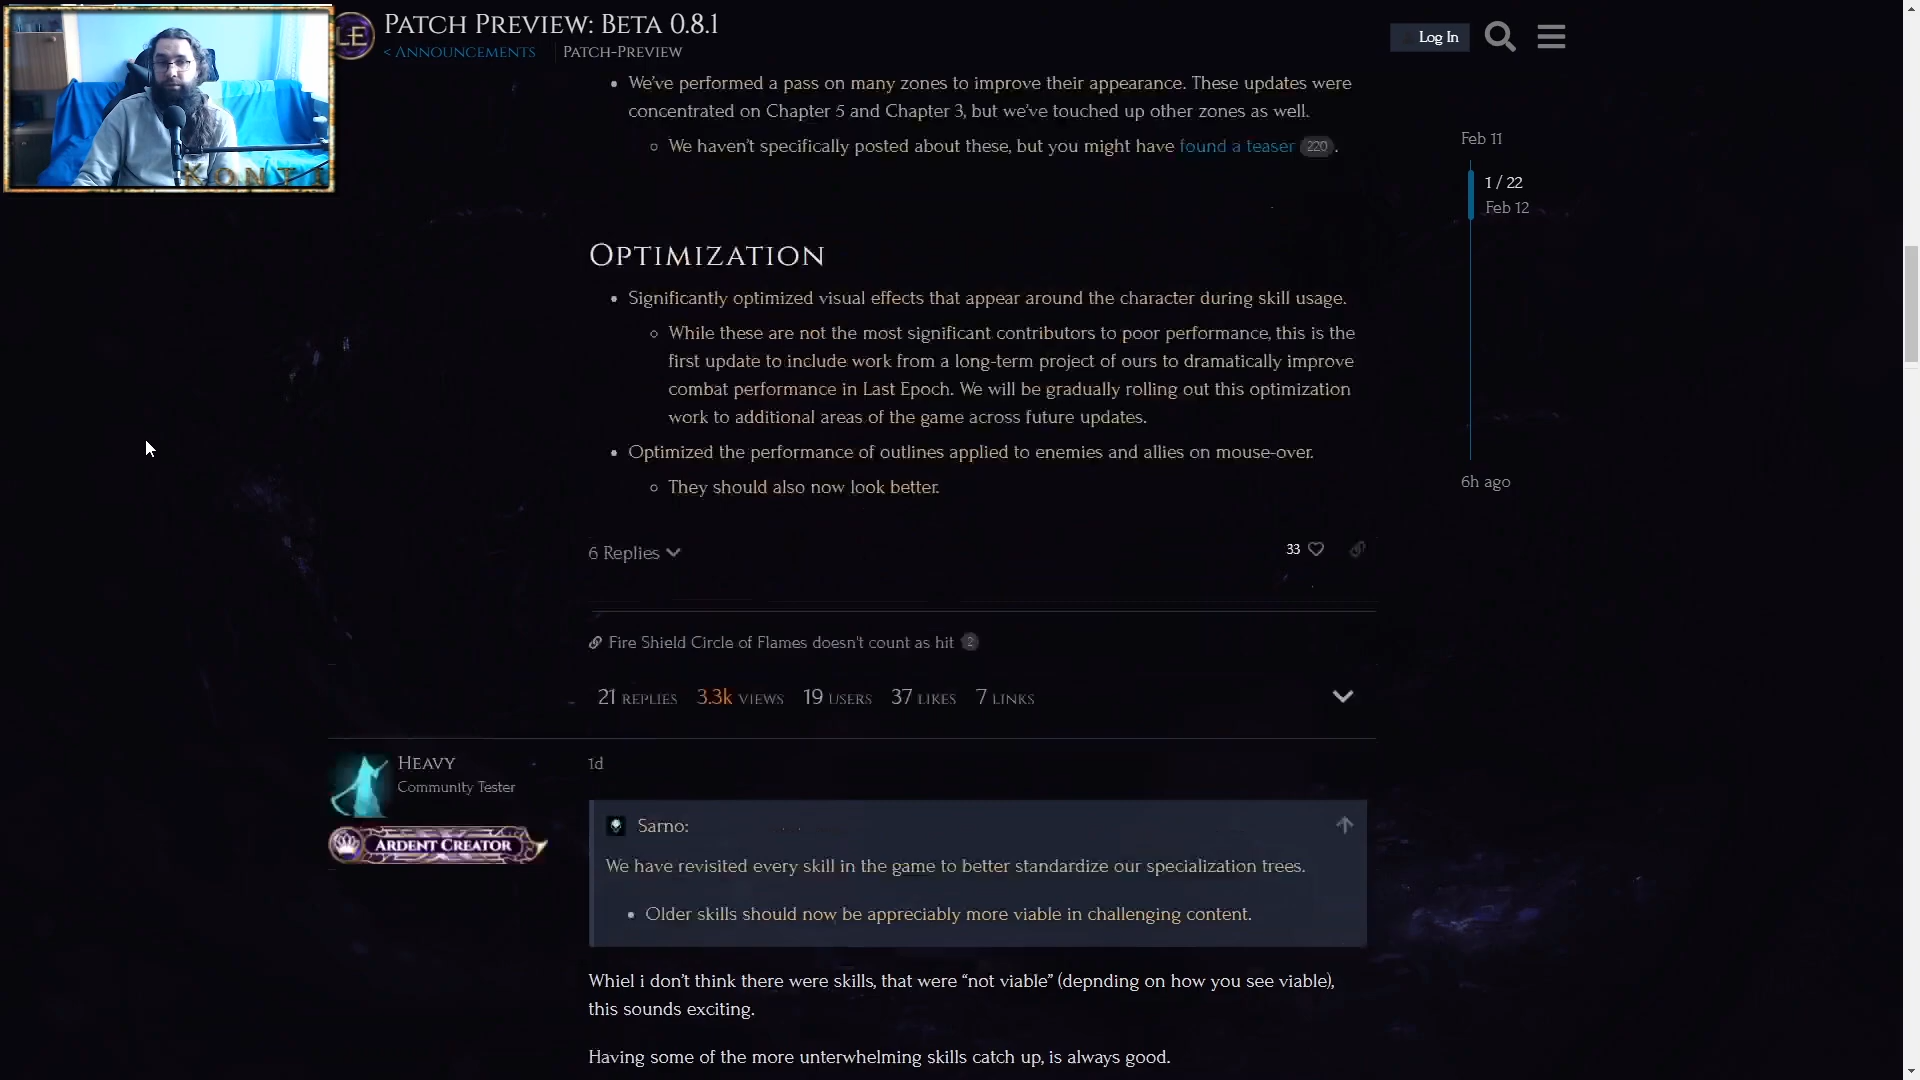 LE
Patch Preview: Beta 0.8.1
< Announcements
Patch-Preview
Log In
We've performed a pass on many zones to improve their appearance. These updates were
concentrated on Chapter 5 and Chapter 3, but we've touched up other zones as well.
We haven't specifically posted about these, but you might have found a teaser 220 .
Feb 11
1 / 22
Feb 12
6h ago
Optimization
Significantly optimized visual effects that appear around the character during skill usage.
While these are not the most significant contributors to poor performance, this is the
first update to include work from a long-term project of ours to dramatically improve
combat performance in Last Epoch. We will be gradually rolling out this optimization
work to additional areas of the game across future updates.
Optimized the performance of outlines applied to enemies and allies on mouse-over.
They should also now look better.
6 Replies
33
Fire Shield Circle of Flames doesn't count as hit 2
21 replies 3.3k views 19 users 37 likes 7 links
Heavy
Community Tester
Ardent Creator
1d
Sarno:
We have revisited every skill in the game to better standardize our specialization trees.
Older skills should now be appreciably more viable in challenging content.
Whiel i don't think there were skills, that were “not viable” (depnding on how you see viable),
this sounds exciting.
Having some of the more unterwhelming skills catch up, is always good.